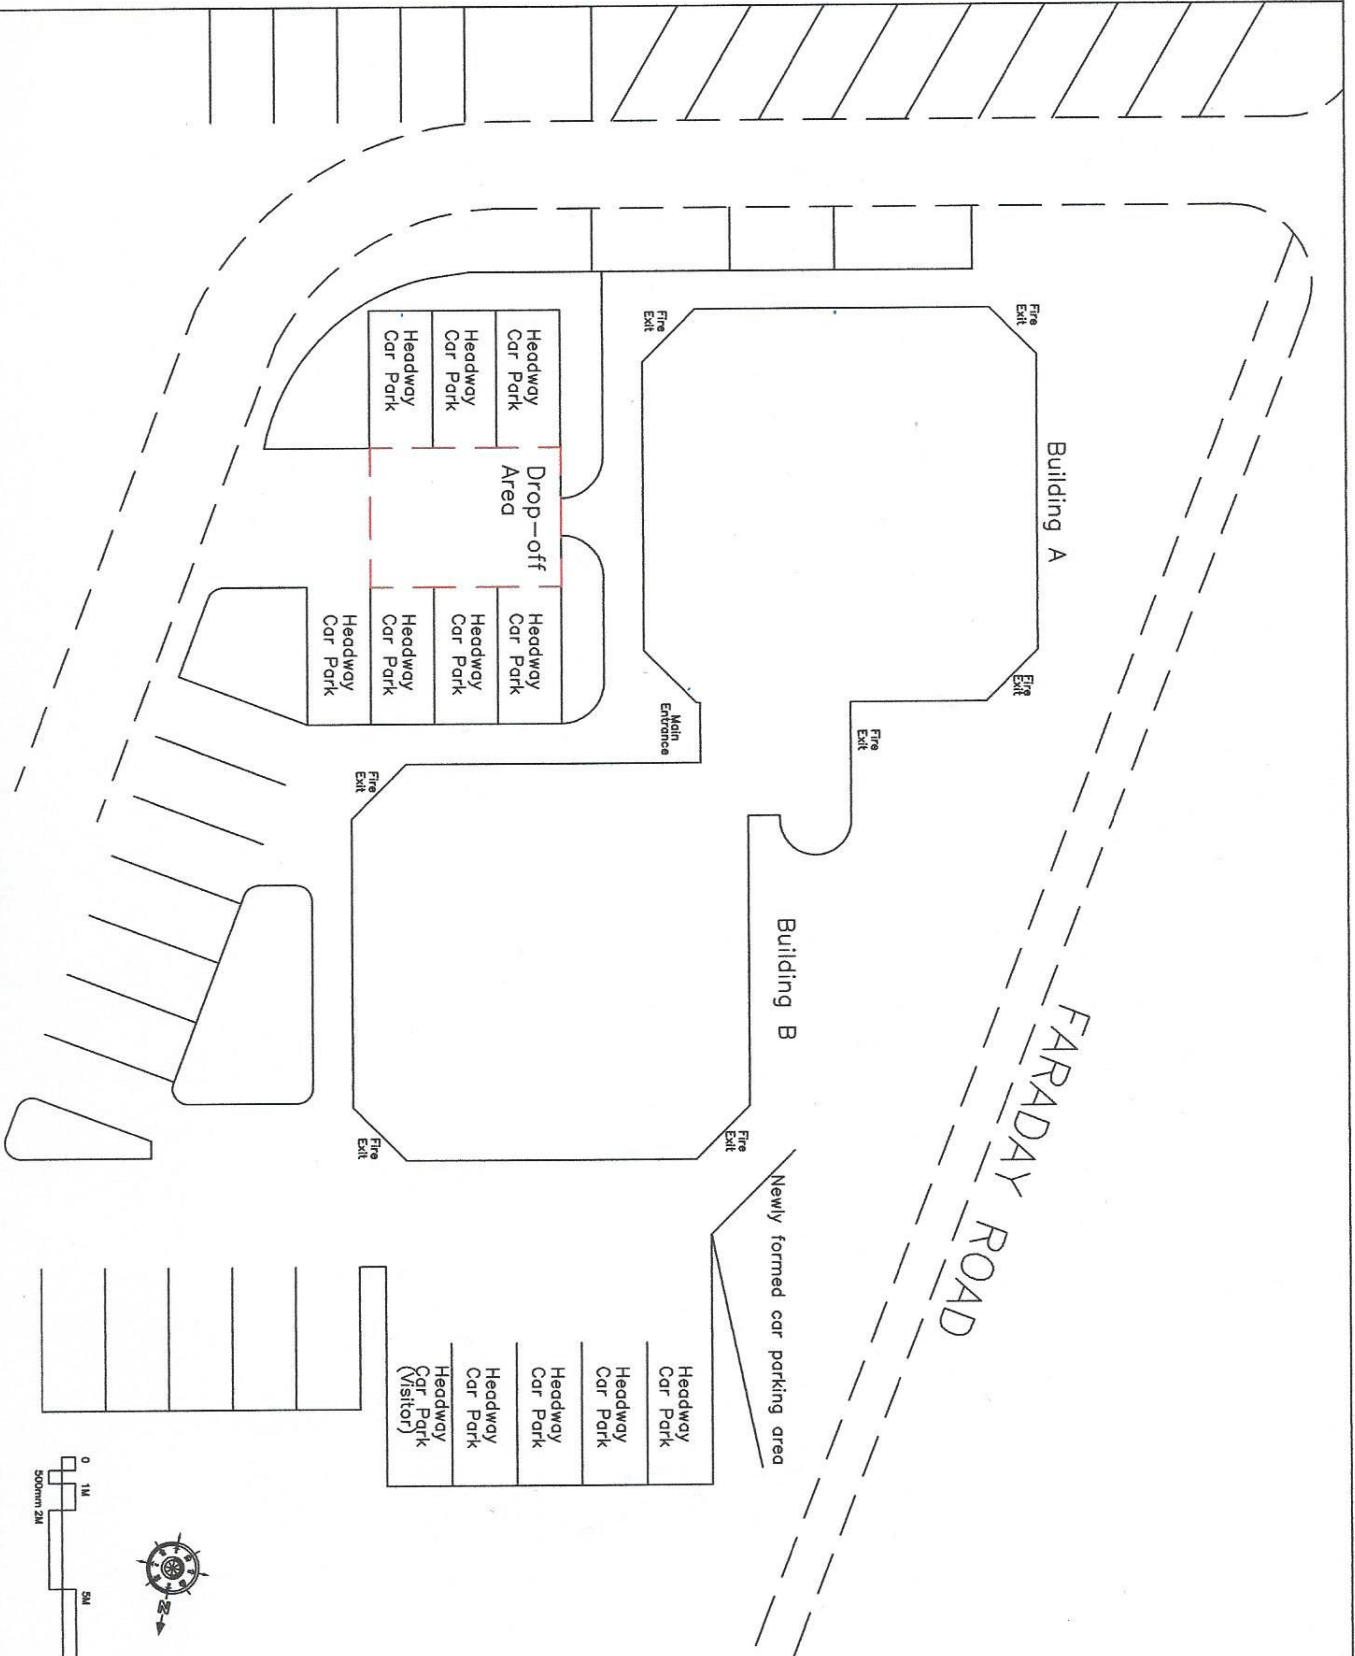 FARADAY ROAD
Building A
Building B
Fire
Exit
Fire
Exit
Fire
Exit
Fire
Exit
Main
Entrance
Fire
Exit
Fire
Exit
Fire
Exit
Headway
Car Park
Headway
Car Park
Headway
Car Park
Drop-off
Area
Headway
Car Park
Headway
Car Park
Headway
Car Park
Headway
Car Park
Newly formed car parking area
Headway
Car Park
Headway
Car Park
Headway
Car Park
Headway
Car Park
Headway
Car Park
(Visitor)
0 1M 5M
500mm 2M
N